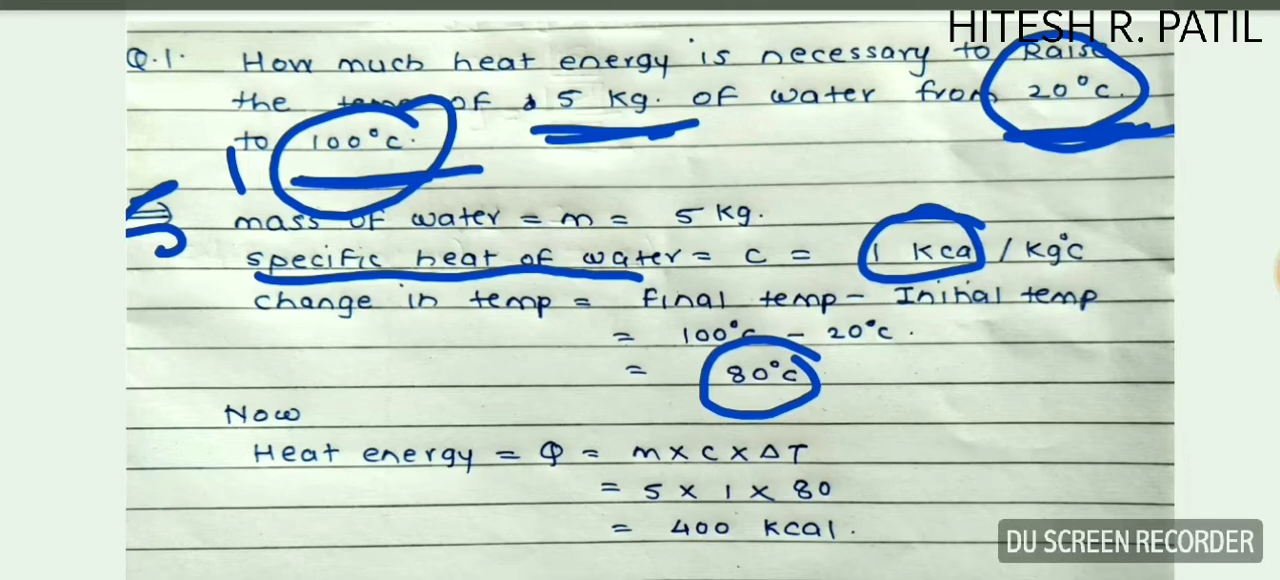 HITESH R. PATIL
Q.1. How much heat energy is necessary to Raise
the temp of 5 kg. of water from 20°c.
to 100°c.
⇒
mass of water = m = 5 kg.
specific heat of water = c = 1 kcal / kg°c
change in temp = Final temp - Initial temp
= 100°c - 20°c.
= 80°c
Now
Heat energy = Q = m x c x ΔT
= 5 x 1 x 80
= 400 kcal.
DU SCREEN RECORDER